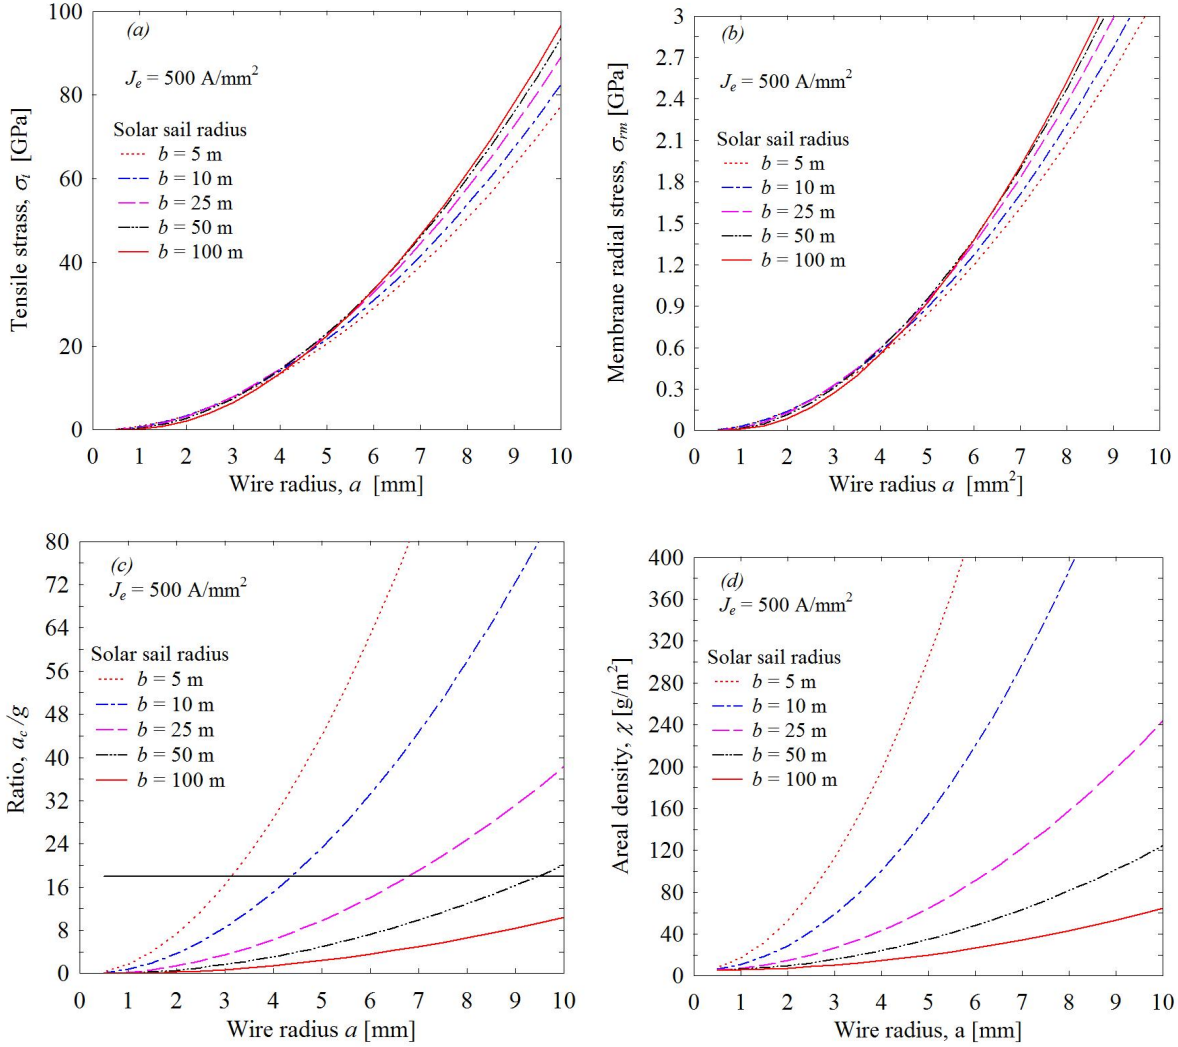 (a)
J_e = 500 A/mm²
Solar sail radius
b = 5 m
b = 10 m
b = 25 m
b = 50 m
b = 100 m
Tensile strass, σ_l [GPa]
100
80
60
40
20
0
0 1 2 3 4 5 6 7 8 9 10
Wire radius, a [mm]
(b)
J_e = 500 A/mm²
Solar sail radius
b = 5 m
b = 10 m
b = 25 m
b = 50 m
b = 100 m
Membrane radial stress, σ_rm [GPa]
3
2.7
2.4
2.1
1.8
1.5
1.2
0.9
0.6
0.3
0
0 1 2 3 4 5 6 7 8 9 10
Wire radius a [mm²]
(c)
J_e = 500 A/mm²
Solar sail radius
b = 5 m
b = 10 m
b = 25 m
b = 50 m
b = 100 m
Ratio, a_c/g
80
72
64
56
48
40
32
24
16
8
0
0 1 2 3 4 5 6 7 8 9 10
Wire radius a [mm]
(d)
J_e = 500 A/mm²
Solar sail radius
b = 5 m
b = 10 m
b = 25 m
b = 50 m
b = 100 m
Areal density, χ [g/m²]
400
360
320
280
240
200
160
120
80
40
0
0 1 2 3 4 5 6 7 8 9 10
Wire radius, a [mm]